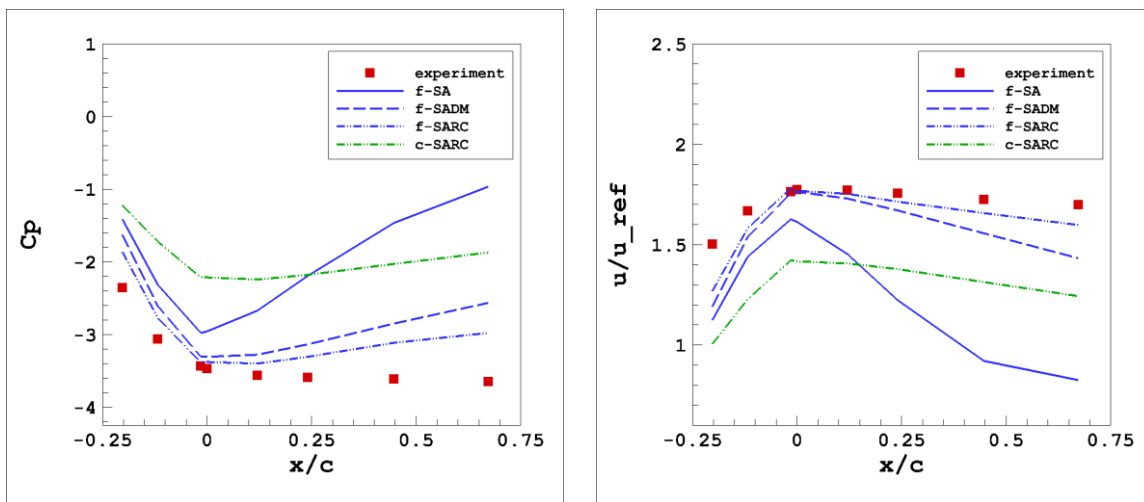 1
0
-1
-2
-3
-4
Cp
-0.25
0
0.25
0.5
0.75
x/c
experiment
f-SA
f-SADM
f-SARC
c-SARC
2.5
2
1.5
1
u/u_ref
-0.25
0
0.25
0.5
0.75
x/c
experiment
f-SA
f-SADM
f-SARC
c-SARC